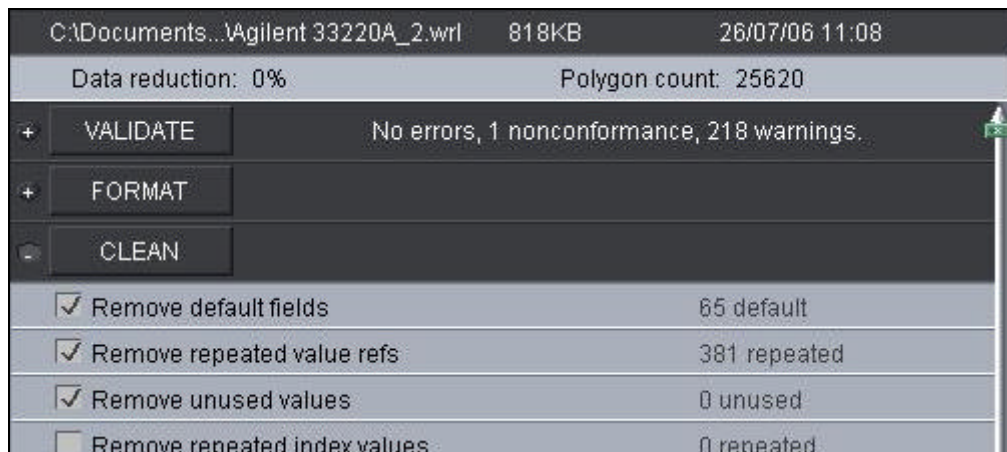 C:\Documents...\Agilent 33220A_2.wrl 818KB 26/07/06 11:08
Data reduction: 0% Polygon count: 25620
+ VALIDATE No errors, 1 nonconformance, 218 warnings.
+ FORMAT
- CLEAN
Remove default fields 65 default
Remove repeated value refs 381 repeated
Remove unused values 0 unused
Remove repeated index values 0 repeated